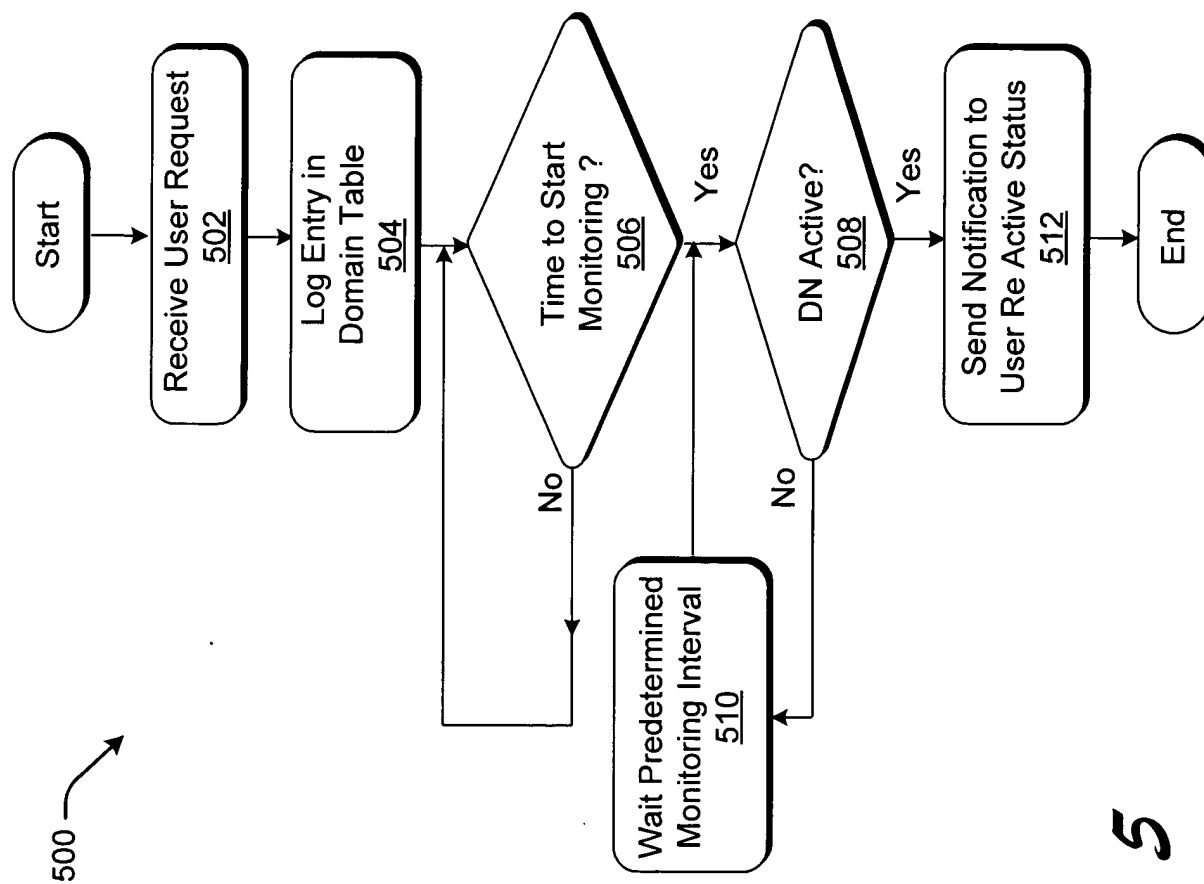 500
Start
Receive User Request
502
Log Entry in
Domain Table
504
Time to Start
Monitoring ?
506
No
Yes
Wait Predetermined
Monitoring Interval
510
DN Active?
508
No
Yes
Send Notification to
User Re Active Status
512
End
5